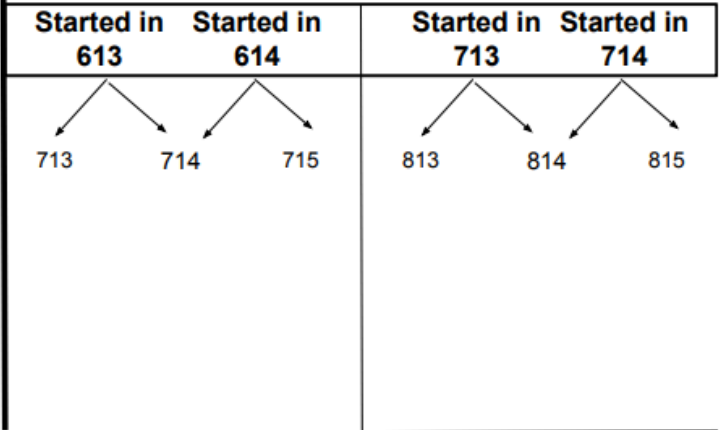 Started in 613
Started in 614
Started in 713
Started in 714
713 714 715
813 814 815